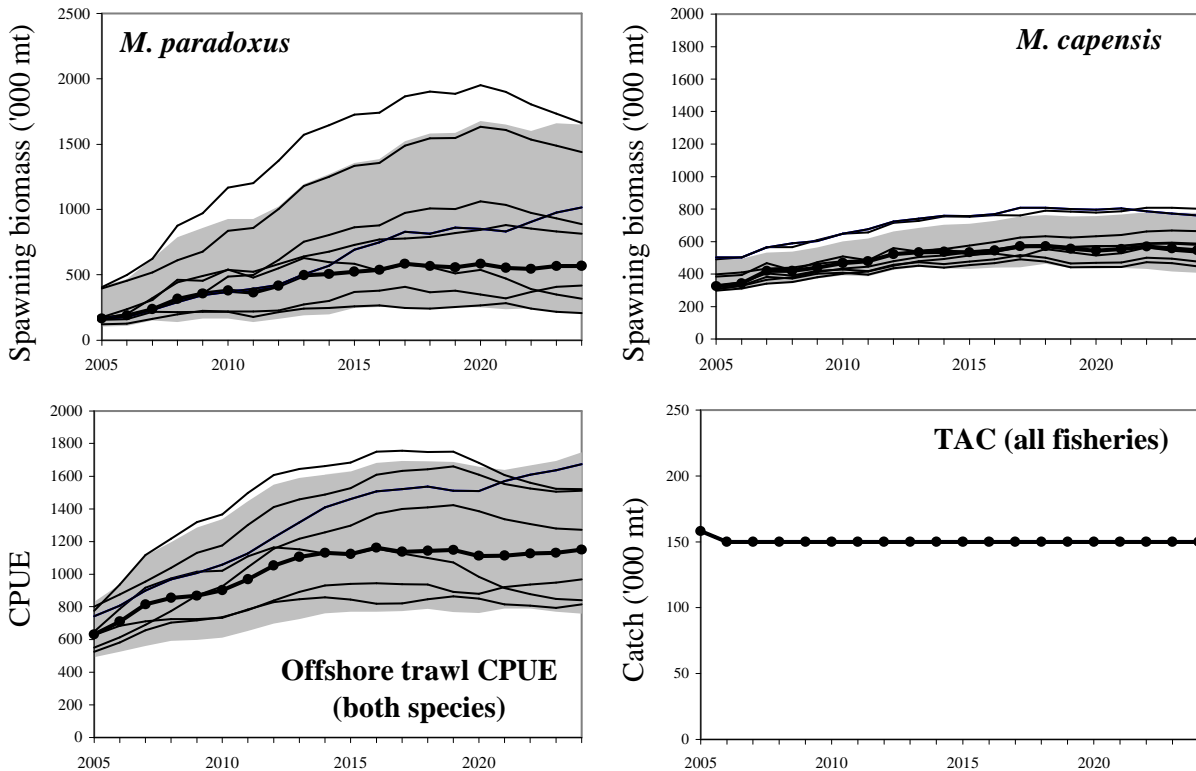 M. paradoxus
Spawning biomass ('000 mt)
2500
2000
1500
1000
500
0
2005 2010 2015 2020
M. capensis
Spawning biomass ('000 mt)
2000
1800
1600
1400
1200
1000
800
600
400
200
0
2005 2010 2015 2020
Offshore trawl CPUE
(both species)
CPUE
2000
1800
1600
1400
1200
1000
800
600
400
200
0
2005 2010 2015 2020
TAC (all fisheries)
Catch ('000 mt)
250
200
150
100
50
0
2005 2010 2015 2020